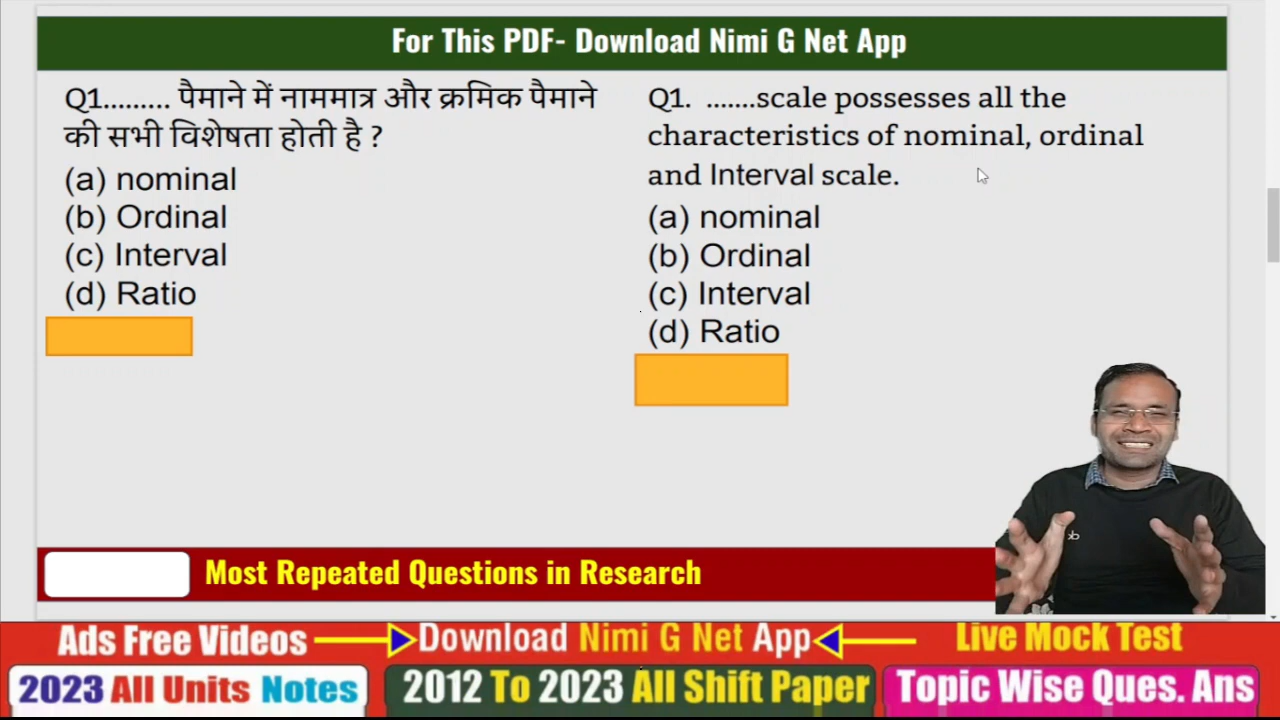 For This PDF- Download Nimi G Net App
Q1......... पैमाने में नाममात्र और क्रमिक पैमाने
की सभी विशेषता होती है ?
(a) nominal
(b) Ordinal
(c) Interval
(d) Ratio
Q1. .......scale possesses all the
characteristics of nominal, ordinal
and Interval scale.
(a) nominal
(b) Ordinal
(c) Interval
(d) Ratio
Most Repeated Questions in Research
Ads Free Videos Download Nimi G Net App Live Mock Test
2023 All Units Notes 2012 To 2023 All Shift Paper Topic Wise Ques. Ans